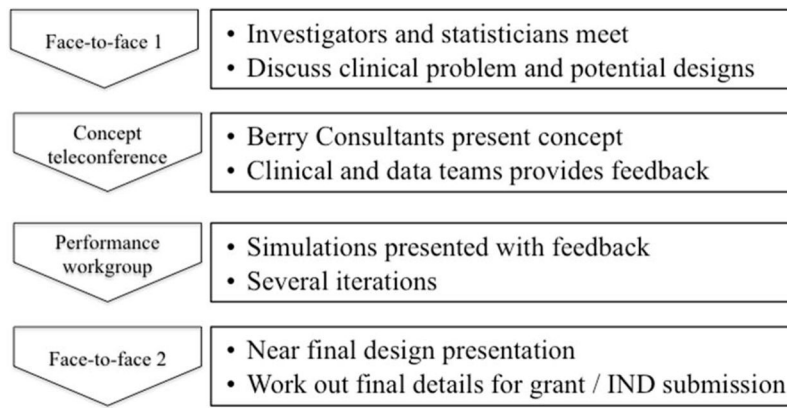 Face-to-face 1
• Investigators and statisticians meet
• Discuss clinical problem and potential designs
Concept
teleconference
• Berry Consultants present concept
• Clinical and data teams provides feedback
Performance
workgroup
• Simulations presented with feedback
• Several iterations
Face-to-face 2
• Near final design presentation
• Work out final details for grant / IND submission